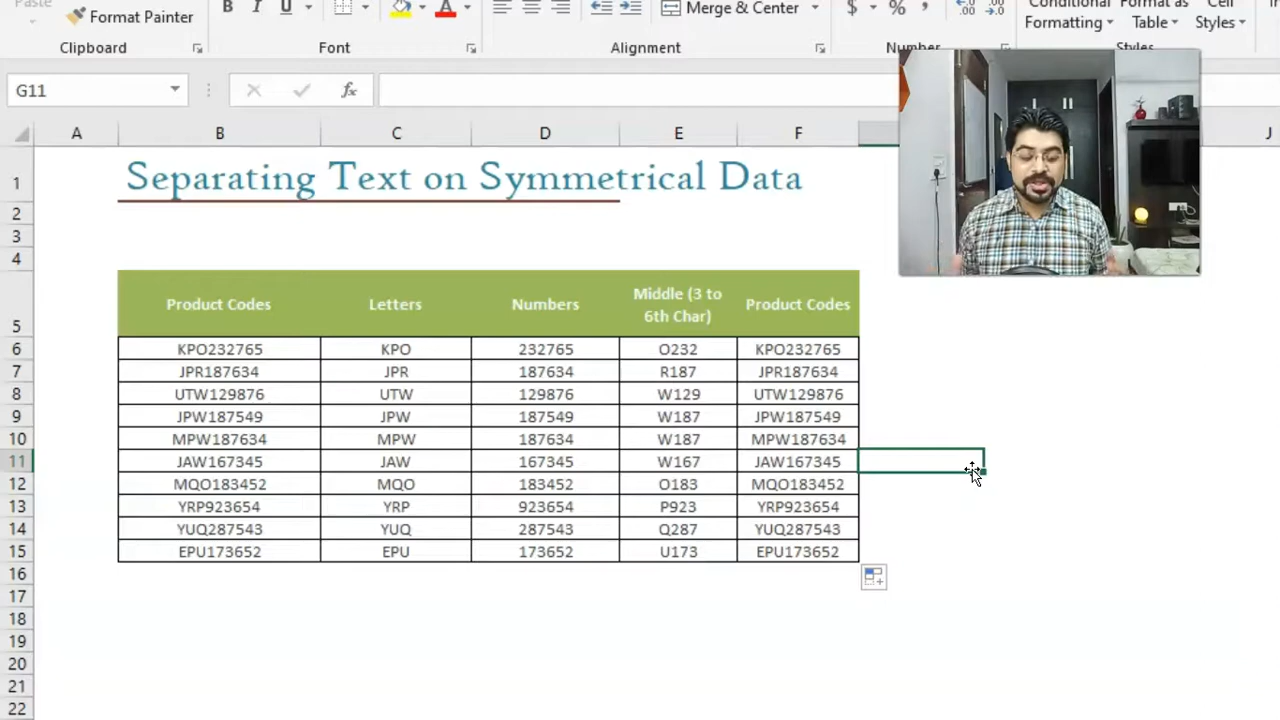 Paste
Format Painter
B I U
Merge & Center
$ % ,
Conditional Formatting
Format as Table
Cell Styles
Clipboard
Font
Alignment
Number
Styles
G11
fx
A B C D E F J
1 Separating Text on Symmetrical Data
2
3
4
5 Product Codes Letters Numbers Middle (3 to 6th Char) Product Codes
6 KPO232765 KPO 232765 O232 KPO232765
7 JPR187634 JPR 187634 R187 JPR187634
8 UTW129876 UTW 129876 W129 UTW129876
9 JPW187549 JPW 187549 W187 JPW187549
10 MPW187634 MPW 187634 W187 MPW187634
11 JAW167345 JAW 167345 W167 JAW167345
12 MQO183452 MQO 183452 O183 MQO183452
13 YRP923654 YRP 923654 P923 YRP923654
14 YUQ287543 YUQ 287543 Q287 YUQ287543
15 EPU173652 EPU 173652 U173 EPU173652
16
17
18
19
20
21
22